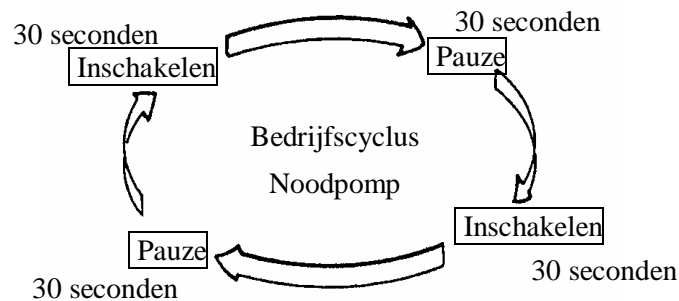 30 seconden
Inschakelen
30 seconden
Pauze
Bedrijfscyclus
Noodpomp
Inschakelen
30 seconden
Pauze
30 seconden